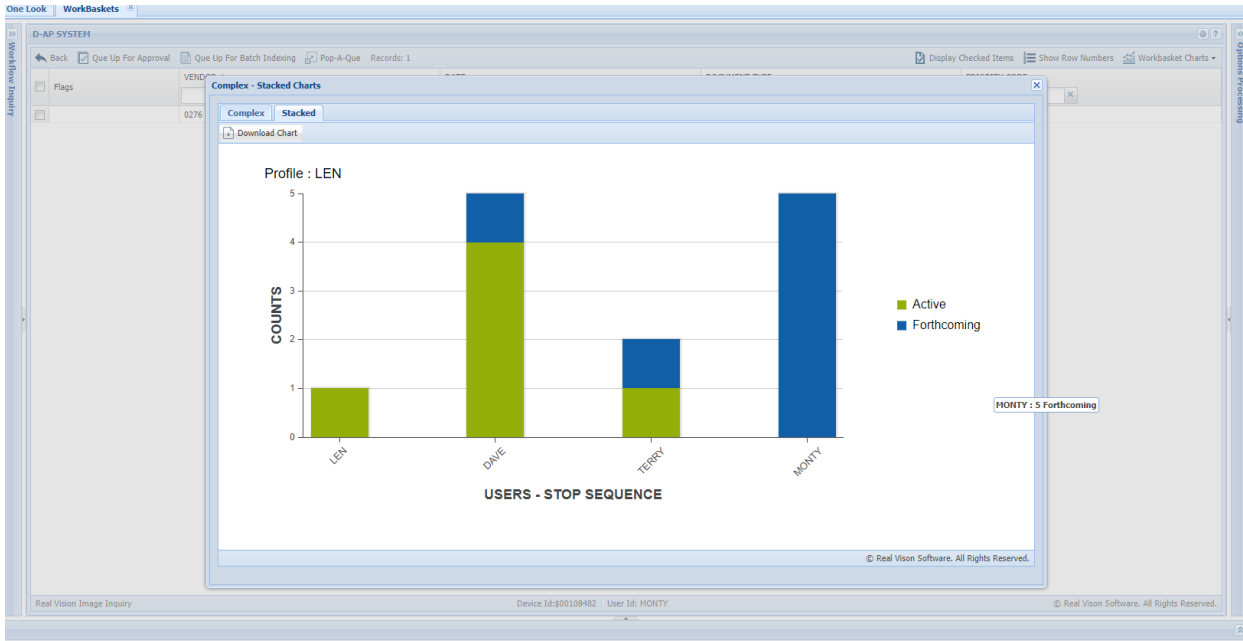 One Look WorkBaskets
D-AP SYSTEM
Back Que Up For Approval Que Up For Batch Indexing Pop-A-Que Records: 1 Display Checked Items Show Row Numbers Workbasket Charts
Workflow Inquiry
Options Processing
Flags
0276
Complex - Stacked Charts
Complex Stacked
Download Chart
Profile : LEN
5
4
3
2
1
0
COUNTS
LEN DAVE TERRY MONTY
USERS - STOP SEQUENCE
Active
Forthcoming
MONTY : 5 Forthcoming
© Real Vison Software. All Rights Reserved.
Real Vision Image Inquiry Device Id:$00108482 User Id: MONTY © Real Vison Software. All Rights Reserved.